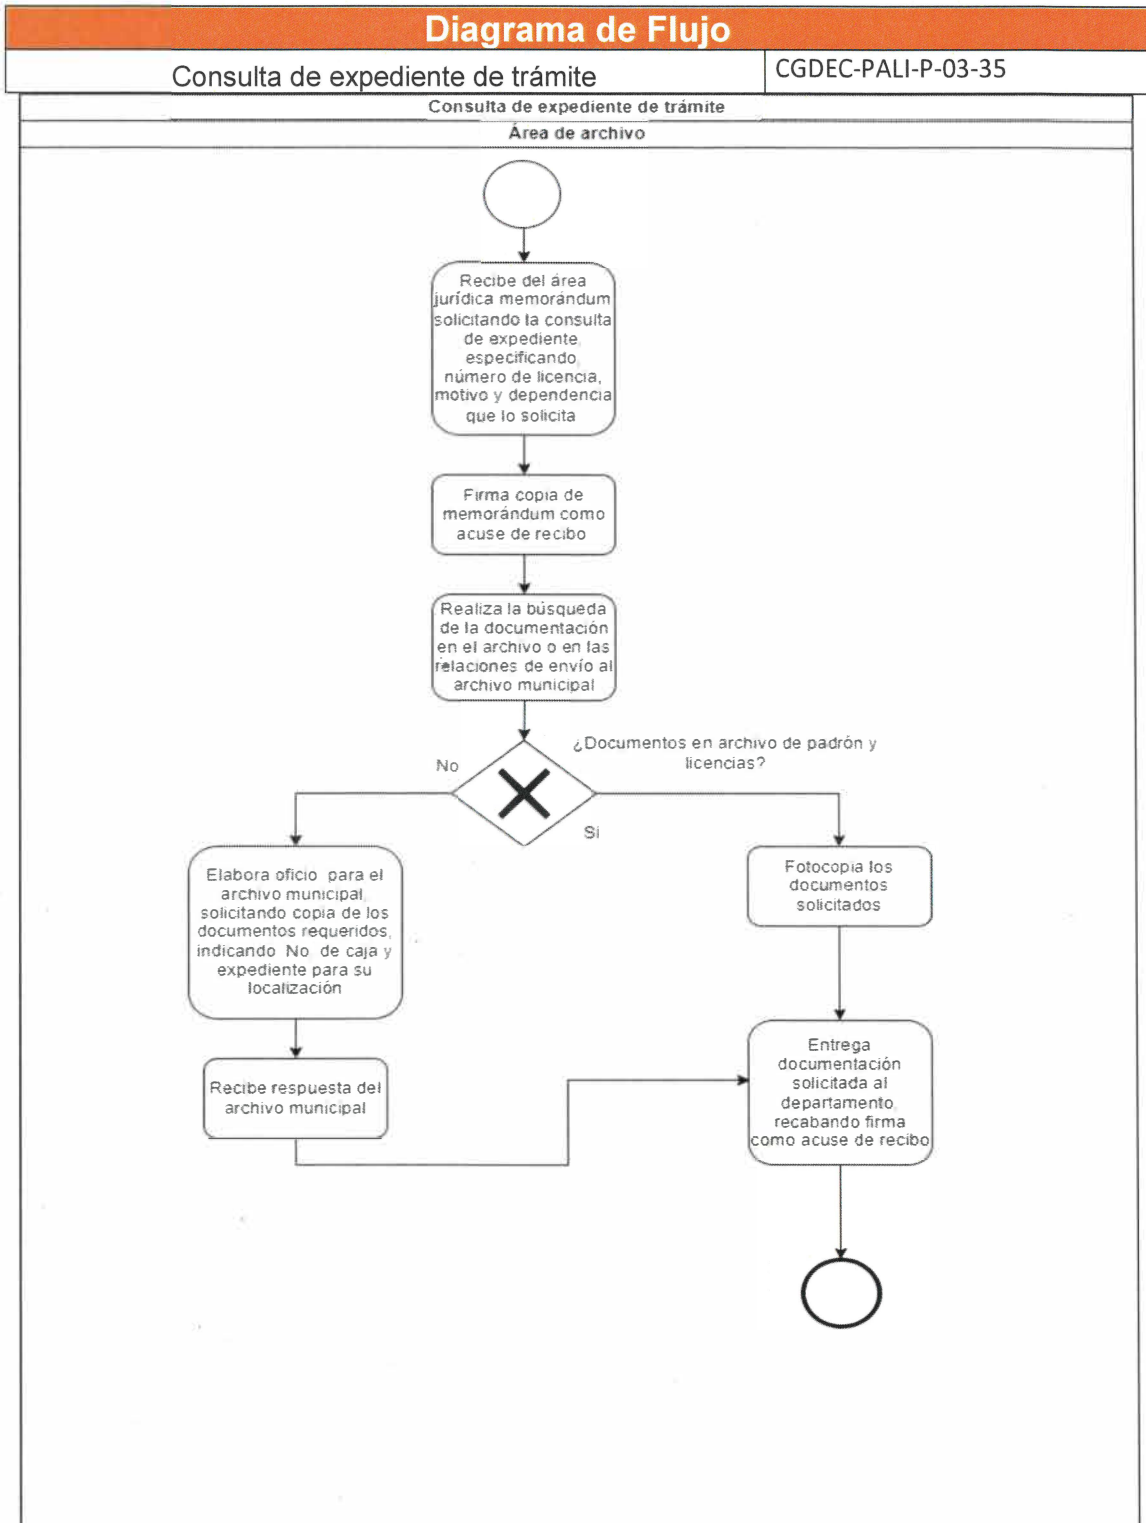 Diagrama de Flujo
Consulta de expediente de trámite
CGDEC-PALI-P-03-35
Consulta de expediente de trámite
Área de archivo
Recibe del área
jurídica memorándum
solicitando la consulta
de expediente,
especificando,
número de licencia,
motivo y dependencia
que lo solicita
Firma copia de
memorándum como
acuse de recibo
Realiza la búsqueda
de la documentación
en el archivo o en las
relaciones de envío al
archivo municipal
¿Documentos en archivo de padrón y
licencias?
No
Si
Elabora oficio para el
archivo municipal,
solicitando copia de los
documentos requeridos,
indicando No. de caja y
expediente para su
localización
Fotocopia los
documentos
solicitados
Recibe respuesta del
archivo municipal
Entrega
documentación
solicitada al
departamento,
recabando firma
como acuse de recibo